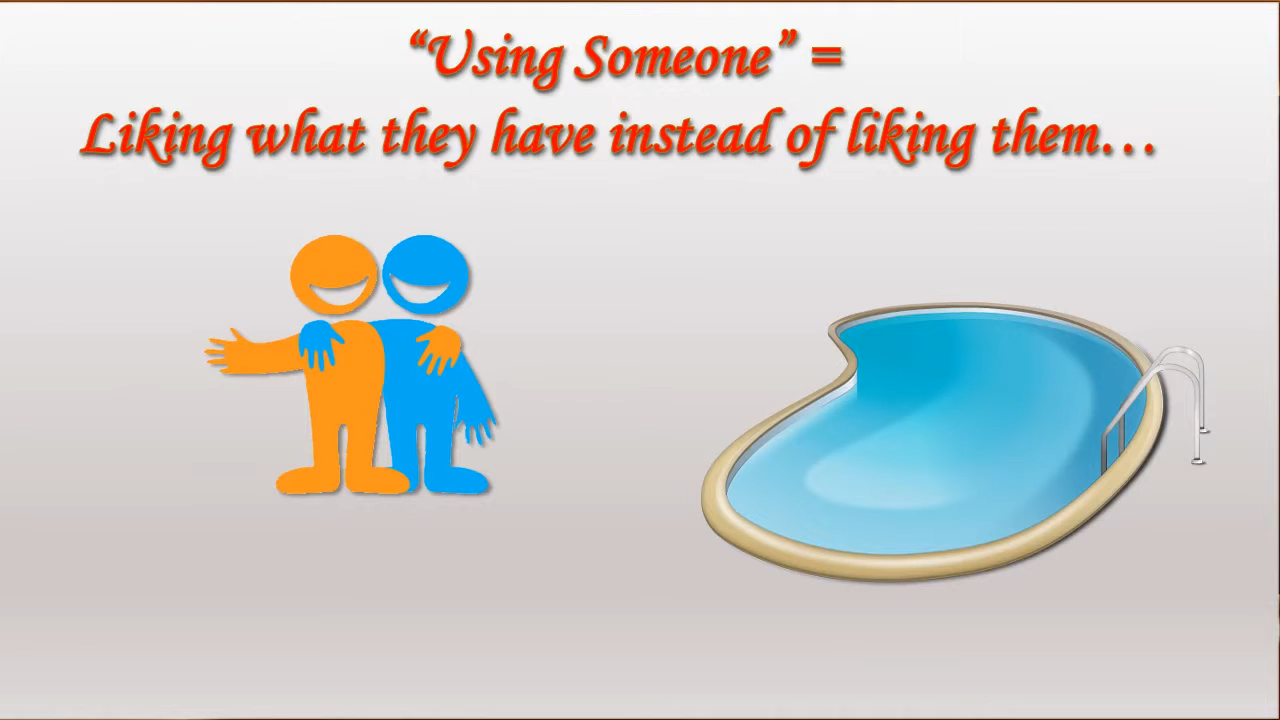 “Using Someone” =
Liking what they have instead of liking them…